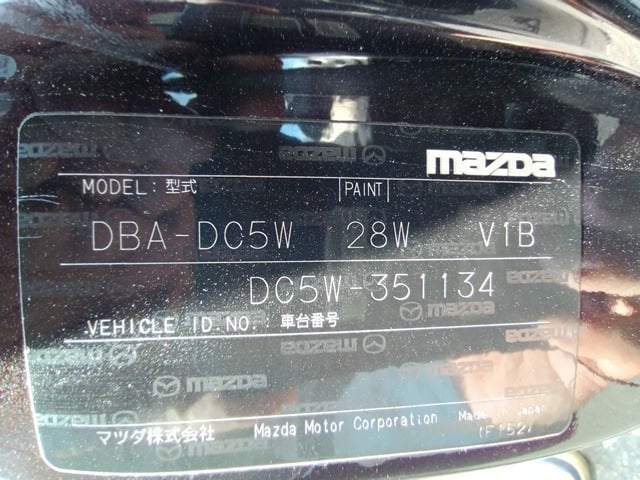 mazda
MODEL: 型式 PAINT
DBA-DC5W 28W V1B
DC5W-351134
VEHICLE ID.NO. 車台番号
マツダ株式会社 Mazda Motor Corporation Made in Japan